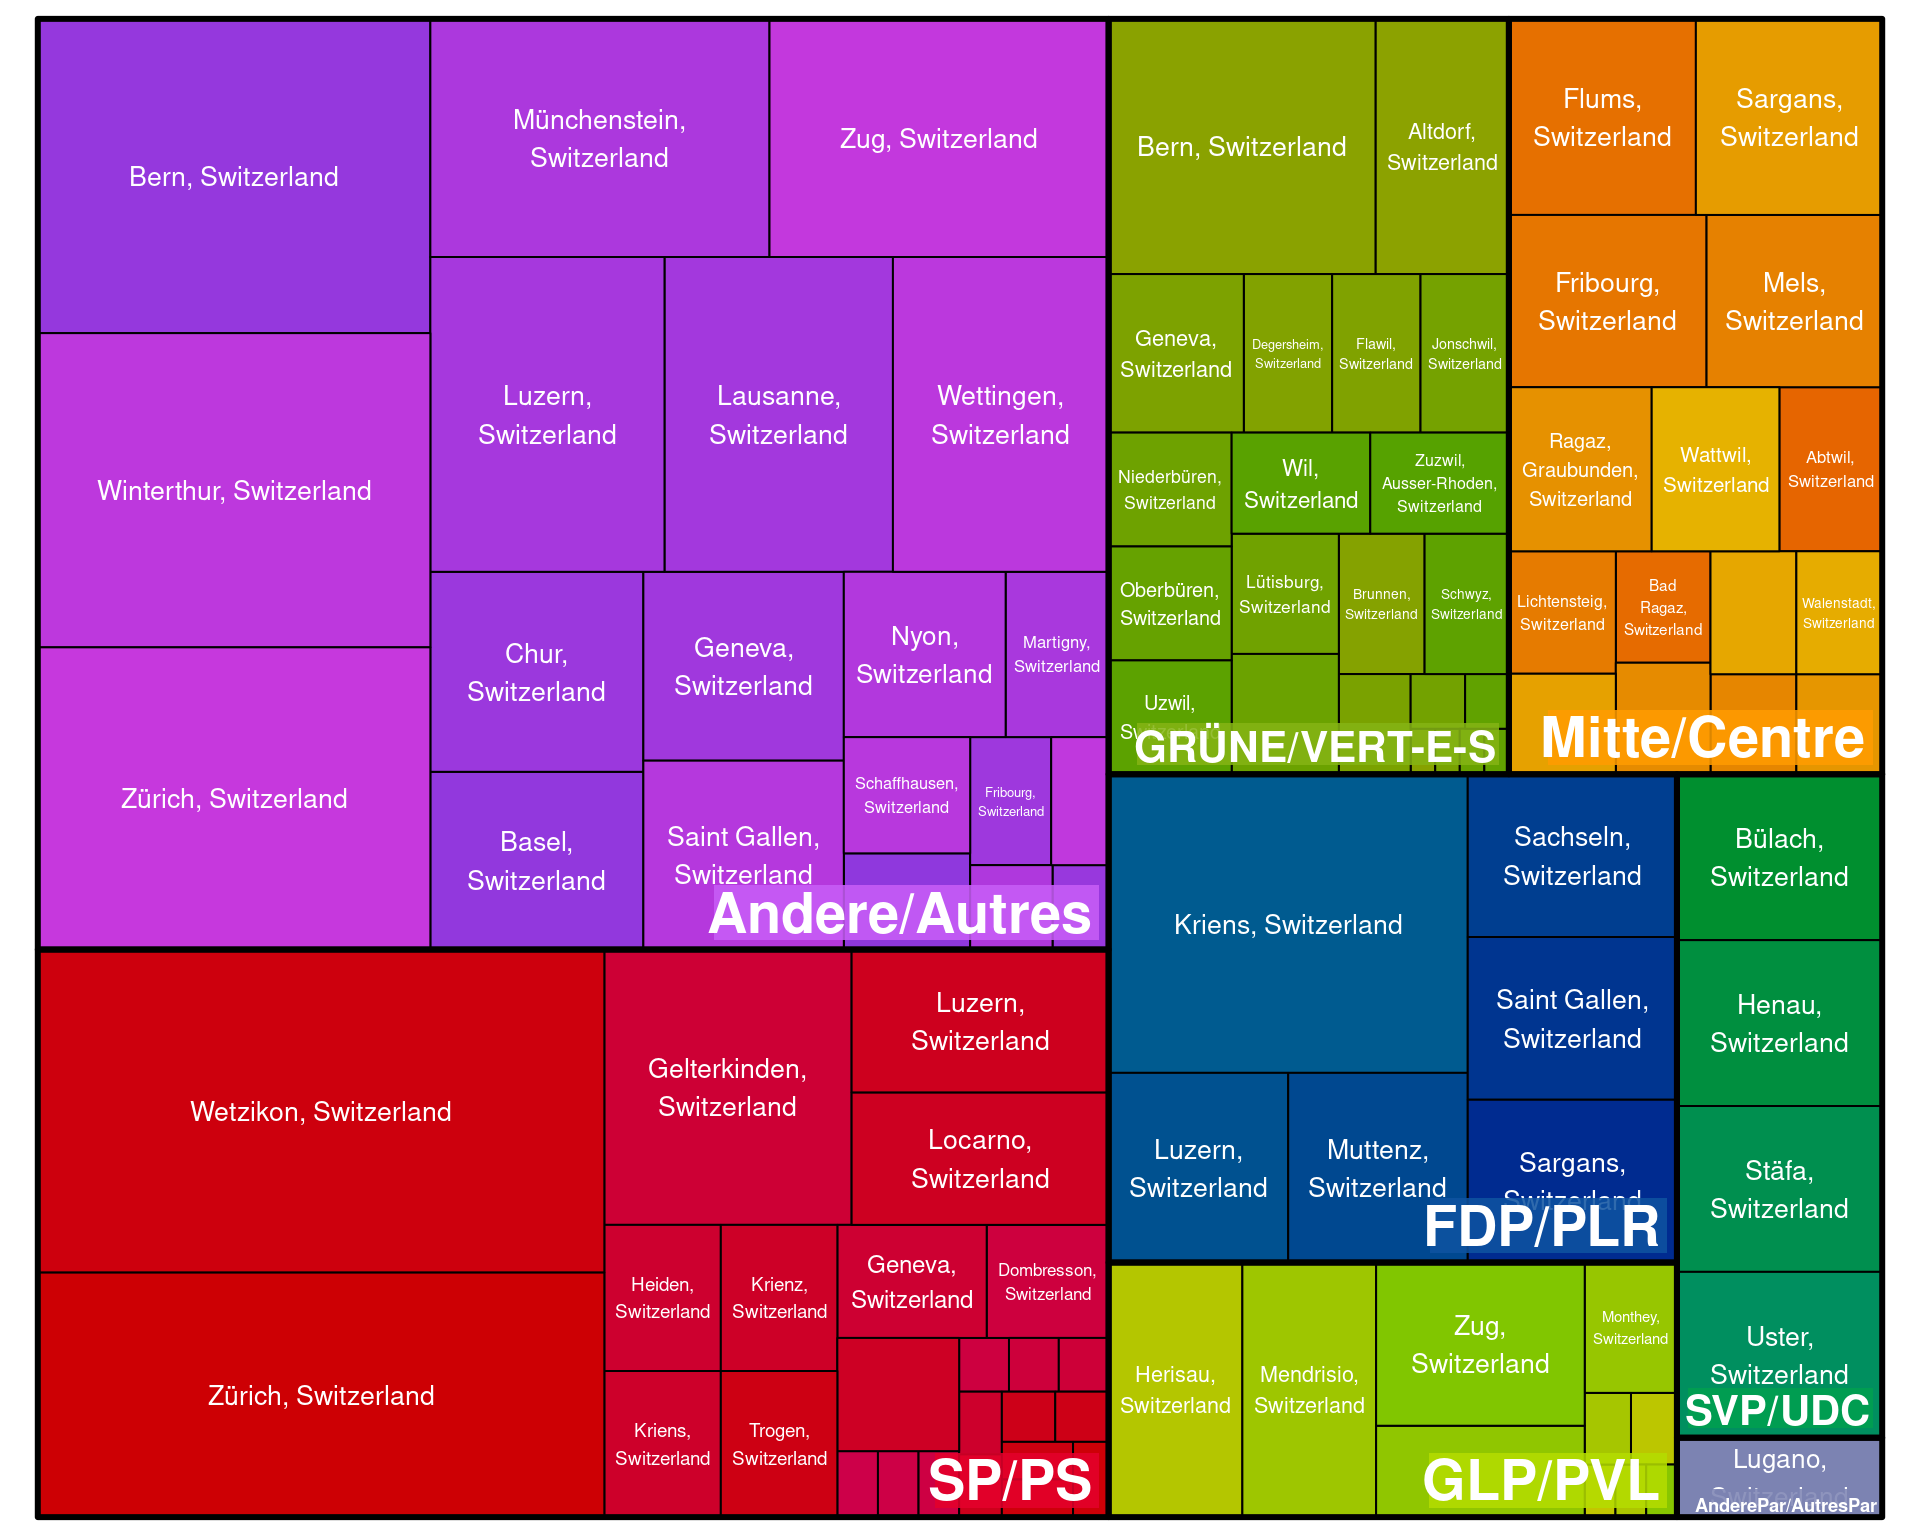 Bern, Switzerland
Winterthur, Switzerland
Zürich, Switzerland
Münchenstein,
Switzerland
Zug, Switzerland
Luzern,
Switzerland
Lausanne,
Switzerland
Wettingen,
Switzerland
Chur,
Switzerland
Basel,
Switzerland
Geneva,
Switzerland
Saint Gallen,
Switzerland
Nyon,
Switzerland
Martigny,
Switzerland
Schaffhausen,
Switzerland
Fribourg,
Switzerland
Andere/Autres
Wetzikon, Switzerland
Zürich, Switzerland
Gelterkinden,
Switzerland
Luzern,
Switzerland
Locarno,
Switzerland
Heiden,
Switzerland
Krienz,
Switzerland
Kriens,
Switzerland
Trogen,
Switzerland
Geneva,
Switzerland
Dombresson,
Switzerland
SP/PS
Bern, Switzerland
Altdorf,
Switzerland
Geneva,
Switzerland
Degersheim,
Switzerland
Flawil,
Switzerland
Jonschwil,
Switzerland
Niederbüren,
Switzerland
Wil,
Switzerland
Zuzwil,
Ausser-Rhoden,
Switzerland
Oberbüren,
Switzerland
Lütisburg,
Switzerland
Brunnen,
Switzerland
Schwyz,
Switzerland
Uzwil,
Switzerland
GRÜNE/VERT-E-S
Flums,
Switzerland
Sargans,
Switzerland
Fribourg,
Switzerland
Mels,
Switzerland
Ragaz,
Graubunden,
Switzerland
Wattwil,
Switzerland
Abtwil,
Switzerland
Lichtensteig,
Switzerland
Bad
Ragaz,
Switzerland
Walenstadt,
Switzerland
Mitte/Centre
Kriens, Switzerland
Sachseln,
Switzerland
Saint Gallen,
Switzerland
Luzern,
Switzerland
Muttenz,
Switzerland
Sargans,
Switzerland
FDP/PLR
Bülach,
Switzerland
Henau,
Switzerland
Stäfa,
Switzerland
Uster,
Switzerland
SVP/UDC
Herisau,
Switzerland
Mendrisio,
Switzerland
Zug,
Switzerland
Monthey,
Switzerland
GLP/PVL
Lugano,
Switzerland
AnderePar/AutresPar